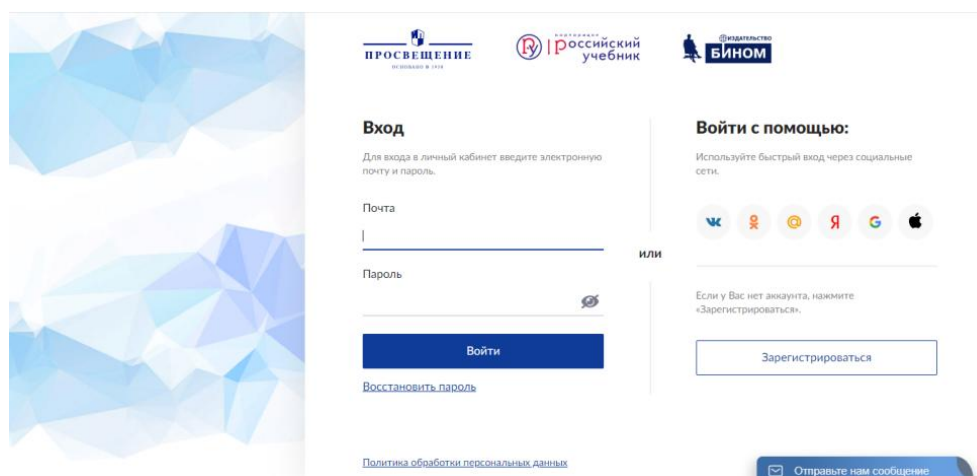 ПРОСВЕЩЕНИЕ
ОСНОВАНО В 1930
российский
учебник
издательство
БИНОМ
Вход
Для входа в личный кабинет введите электронную
почту и пароль.
Почта
Пароль
Войти
Восстановить пароль
Политика обработки персональных данных
или
Войти с помощью:
Используйте быстрый вход через социальные
сети.
Если у Вас нет аккаунта, нажмите
«Зарегистрироваться».
Зарегистрироваться
Отправьте нам сообщение